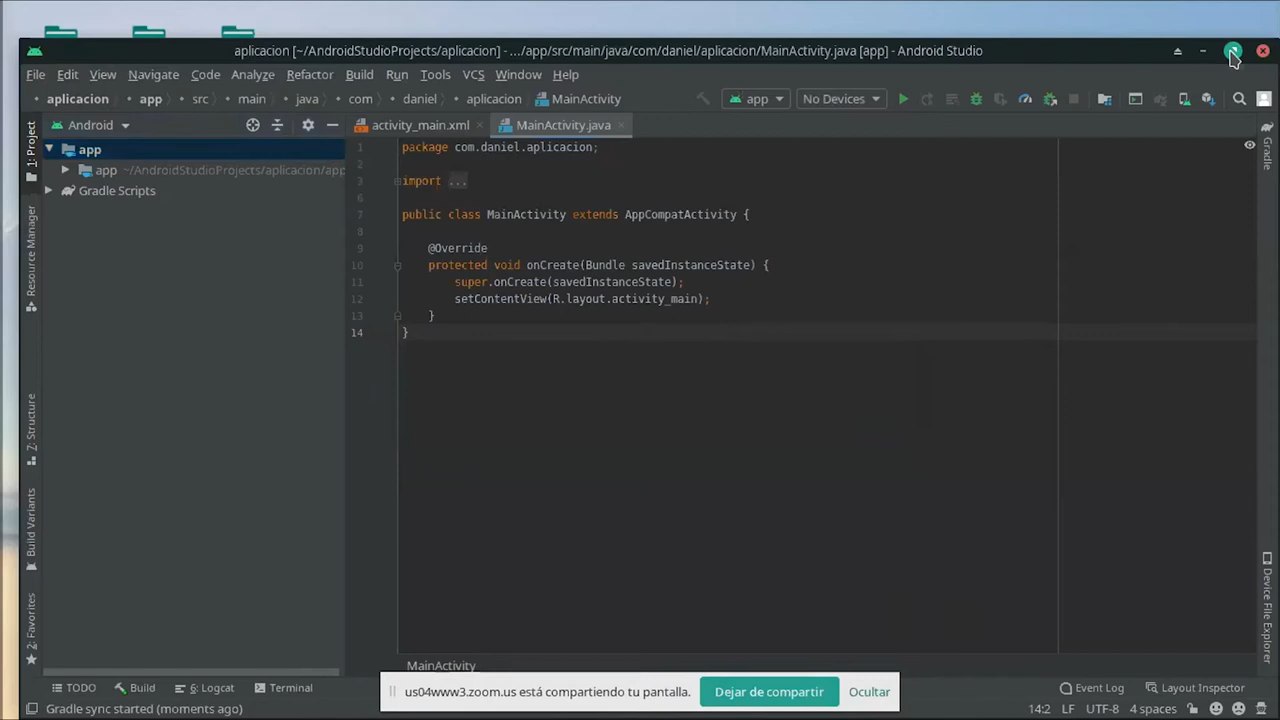 aplicacion [~/AndroidStudioProjects/aplicacion] - .../app/src/main/java/com/daniel/aplicacion/MainActivity.java [app] - Android Studio
File Edit View Navigate Code Analyze Refactor Build Run Tools VCS Window Help
aplicacion app src main java com daniel aplicacion MainActivity app No Devices
1: Project
Android
activity_main.xml
MainActivity.java
app
app ~/AndroidStudioProjects/aplicacion/app
Gradle Scripts
1 package com.daniel.aplicacion;
2
3 import ...
6
7 public class MainActivity extends AppCompatActivity {
8
9 @Override
10 protected void onCreate(Bundle savedInstanceState) {
11 super.onCreate(savedInstanceState);
12 setContentView(R.layout.activity_main);
13 }
14 }
Resource Manager
7: Structure
Build Variants
2: Favorites
Gradle
Device File Explorer
MainActivity
us04www3.zoom.us está compartiendo tu pantalla. Dejar de compartir Ocultar
TODO Build 6: Logcat Terminal Event Log Layout Inspector
Gradle sync started (moments ago) 14:2 LF UTF-8 4 spaces